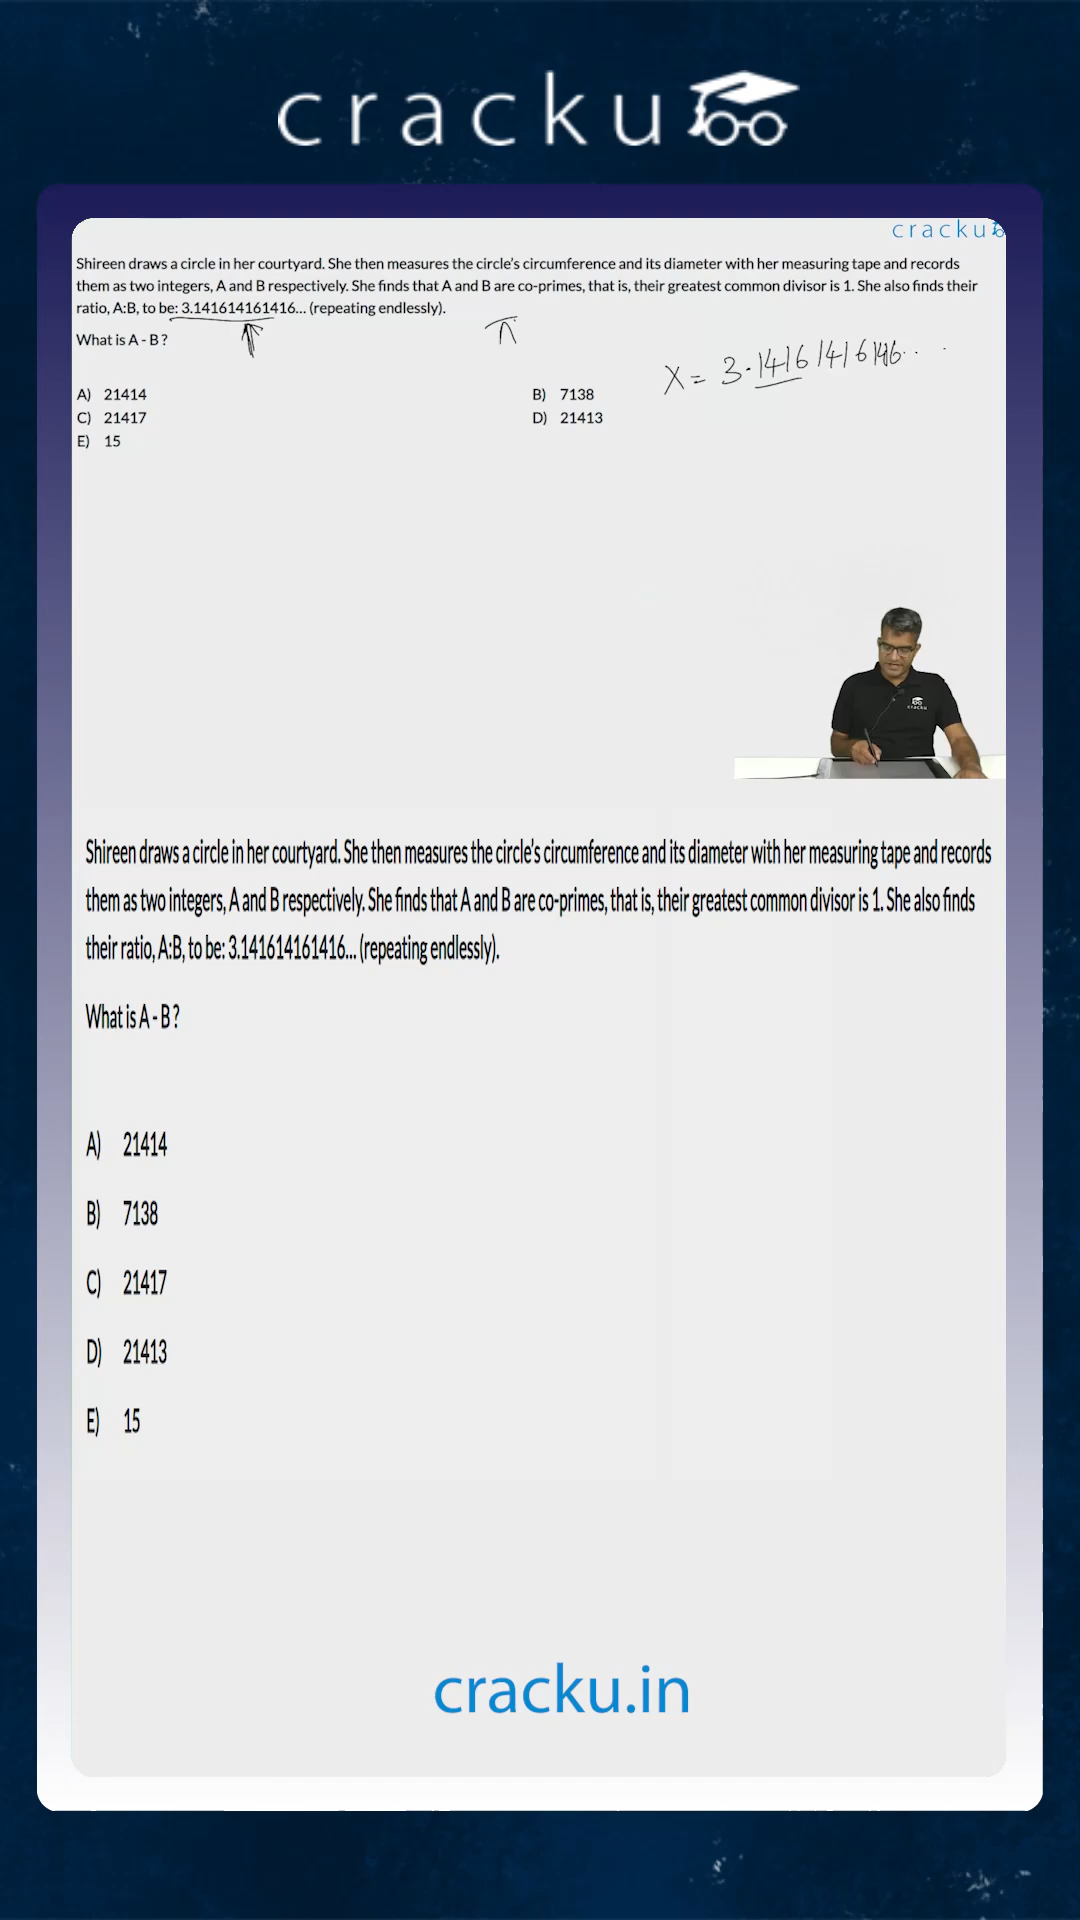 cracku
cracku
Shireen draws a circle in her courtyard. She then measures the circle's circumference and its diameter with her measuring tape and records
them as two integers, A and B respectively. She finds that A and B are co-primes, that is, their greatest common divisor is 1. She also finds their
ratio, A:B, to be: 3.141614161416... (repeating endlessly).
What is A - B?
π
X = 3.141614161416...
A) 21414
B) 7138
C) 21417
D) 21413
E) 15
cracku
Shireen draws a circle in her courtyard. She then measures the circle's circumference and its diameter with her measuring tape and records
them as two integers, A and B respectively. She finds that A and B are co-primes, that is, their greatest common divisor is 1. She also finds
their ratio, A:B, to be: 3.141614161416... (repeating endlessly).
What is A - B?
A) 21414
B) 7138
C) 21417
D) 21413
E) 15
cracku.in